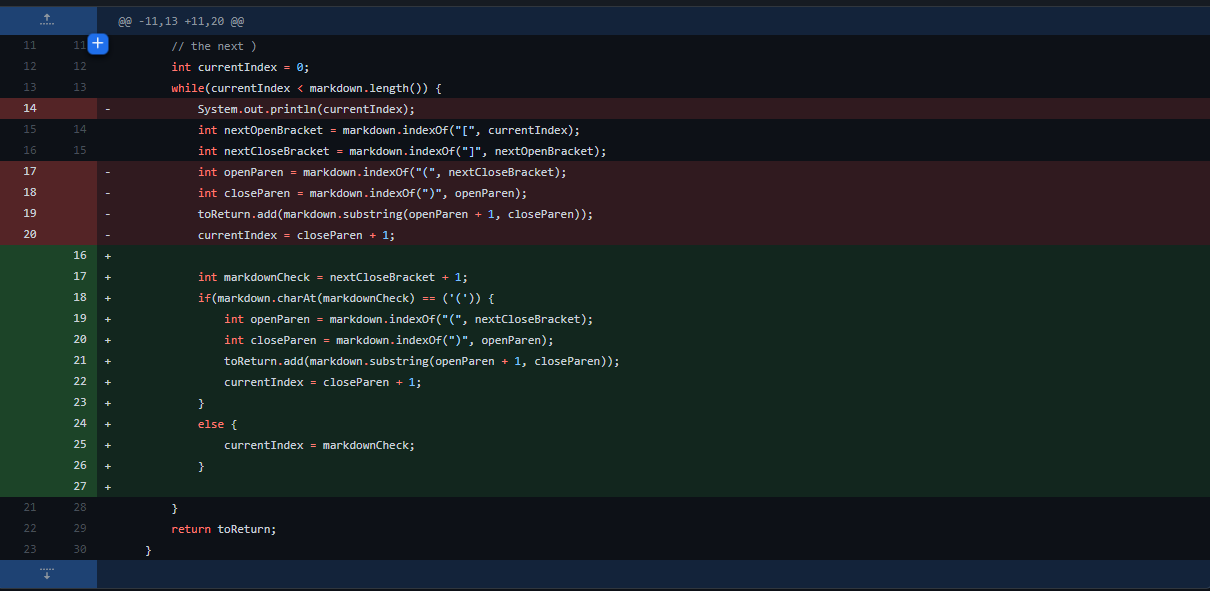 @@ -11,13 +11,20 @@
11 11 // the next )
12 12 int currentIndex = 0;
13 13 while(currentIndex < markdown.length()) {
14 - System.out.println(currentIndex);
15 14 int nextOpenBracket = markdown.indexOf("[", currentIndex);
16 15 int nextCloseBracket = markdown.indexOf("]", nextOpenBracket);
17 - int openParen = markdown.indexOf("(", nextCloseBracket);
18 - int closeParen = markdown.indexOf(")", openParen);
19 - toReturn.add(markdown.substring(openParen + 1, closeParen));
20 - currentIndex = closeParen + 1;
16 +
17 + int markdownCheck = nextCloseBracket + 1;
18 + if(markdown.charAt(markdownCheck) == ('(')) {
19 + int openParen = markdown.indexOf("(", nextCloseBracket);
20 + int closeParen = markdown.indexOf(")", openParen);
21 + toReturn.add(markdown.substring(openParen + 1, closeParen));
22 + currentIndex = closeParen + 1;
23 + }
24 + else {
25 + currentIndex = markdownCheck;
26 + }
27 +
21 28 }
22 29 return toReturn;
23 30 }